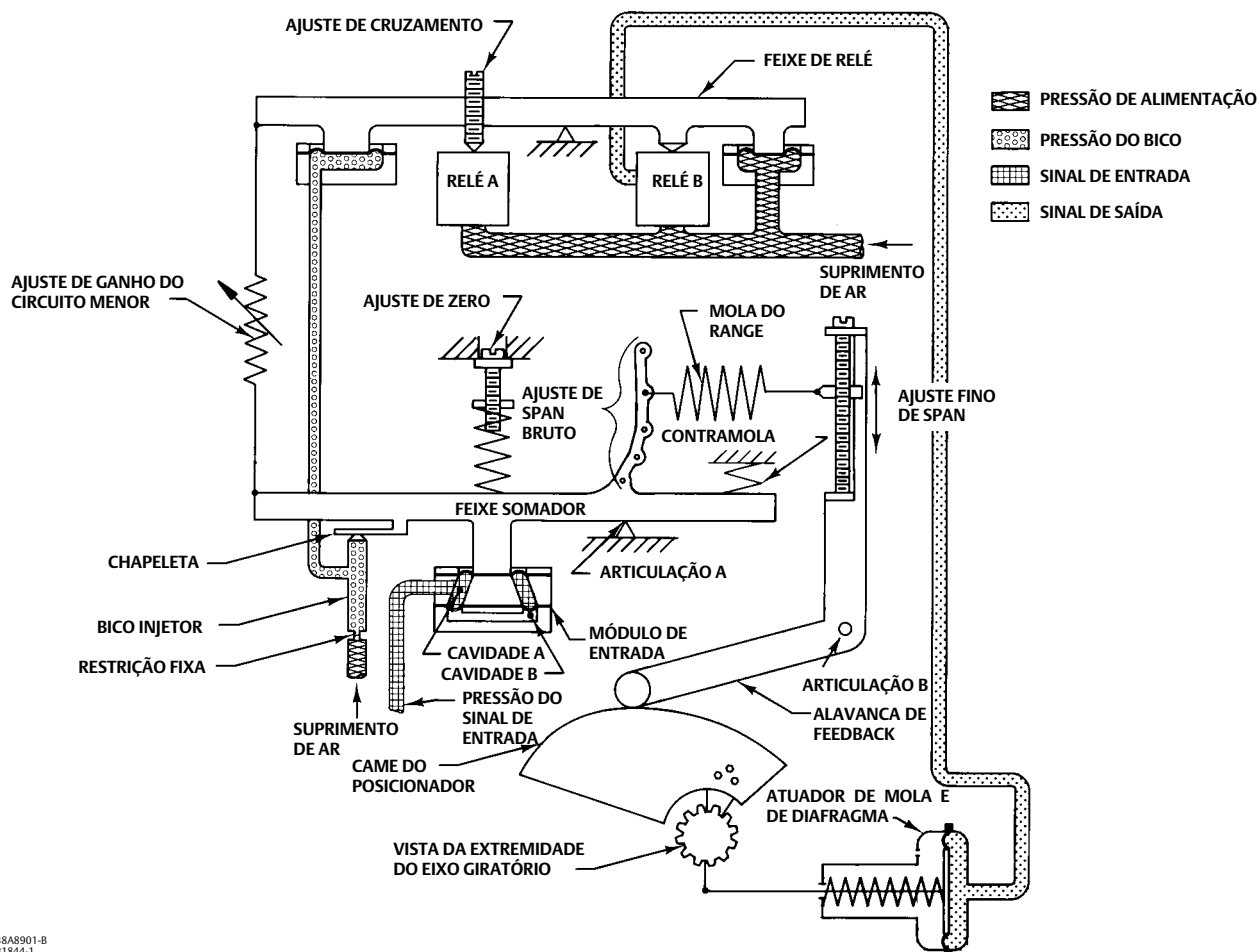 AJUSTE DE CRUZAMENTO
FEIXE DE RELÉ
PRESSÃO DE ALIMENTAÇÃO
PRESSÃO DO BICO
SINAL DE ENTRADA
SINAL DE SAÍDA
RELÉ A
RELÉ B
SUPRIMENTO
DE AR
AJUSTE DE GANHO DO
CIRCUITO MENOR
AJUSTE DE ZERO
MOLA DO
RANGE
AJUSTE DE
SPAN
BRUTO
AJUSTE FINO
DE SPAN
CONTRAMOLA
FEIXE SOMADOR
CHAPELETA
ARTICULAÇÃO A
BICO INJETOR
MÓDULO DE
ENTRADA
RESTRIÇÃO FIXA
CAVIDADE A
CAVIDADE B
ARTICULAÇÃO B
PRESSÃO DO
SINAL DE
ENTRADA
SUPRIMENTO
DE AR
ALAVANCA DE
FEEDBACK
CAME DO
POSICIONADOR
ATUADOR DE MOLA E
DE DIAFRAGMA
VISTA DA EXTREMIDADE
DO EIXO GIRATÓRIO